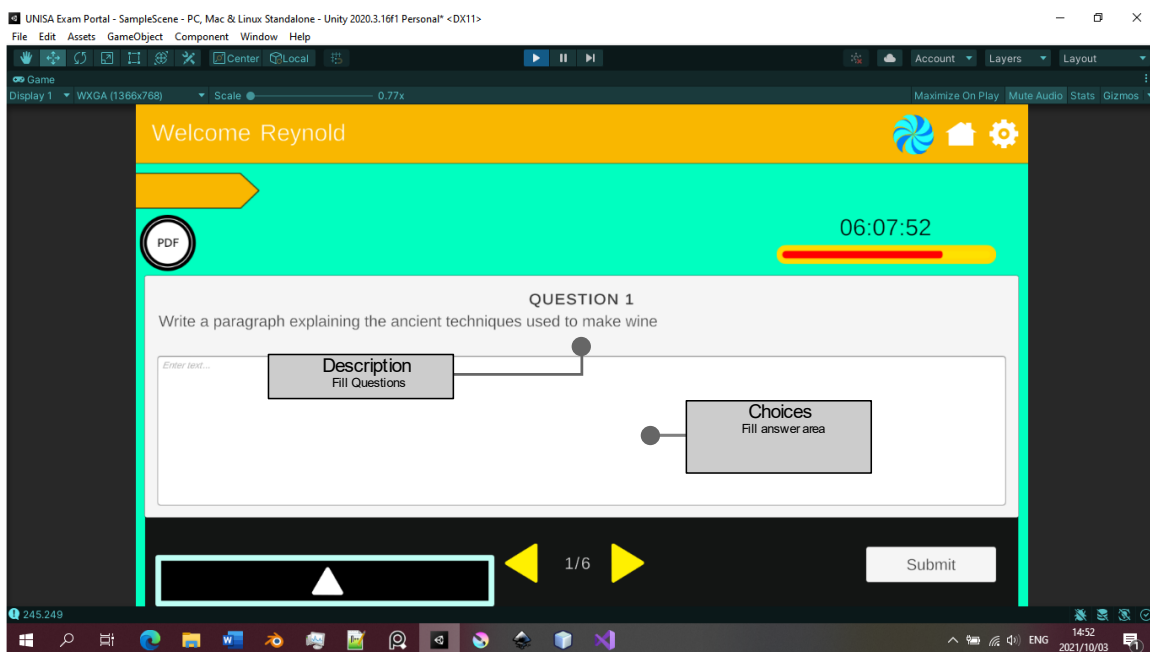 UNISA Exam Portal - SampleScene - PC, Mac & Linux Standalone - Unity 2020.3.16f1 Personal* <DX11>
File Edit Assets GameObject Component Window Help
Center Local Account Layers Layout
Game
Display 1 WXGA (1366x768) Scale 0.77x Maximize On Play Mute Audio Stats Gizmos
Welcome Reynold
PDF
06:07:52
QUESTION 1
Write a paragraph explaining the ancient techniques used to make wine
Enter text...
Description
Fill Questions
Choices
Fill answer area
1/6
Submit
245.249
ENG
14:52
2021/10/03